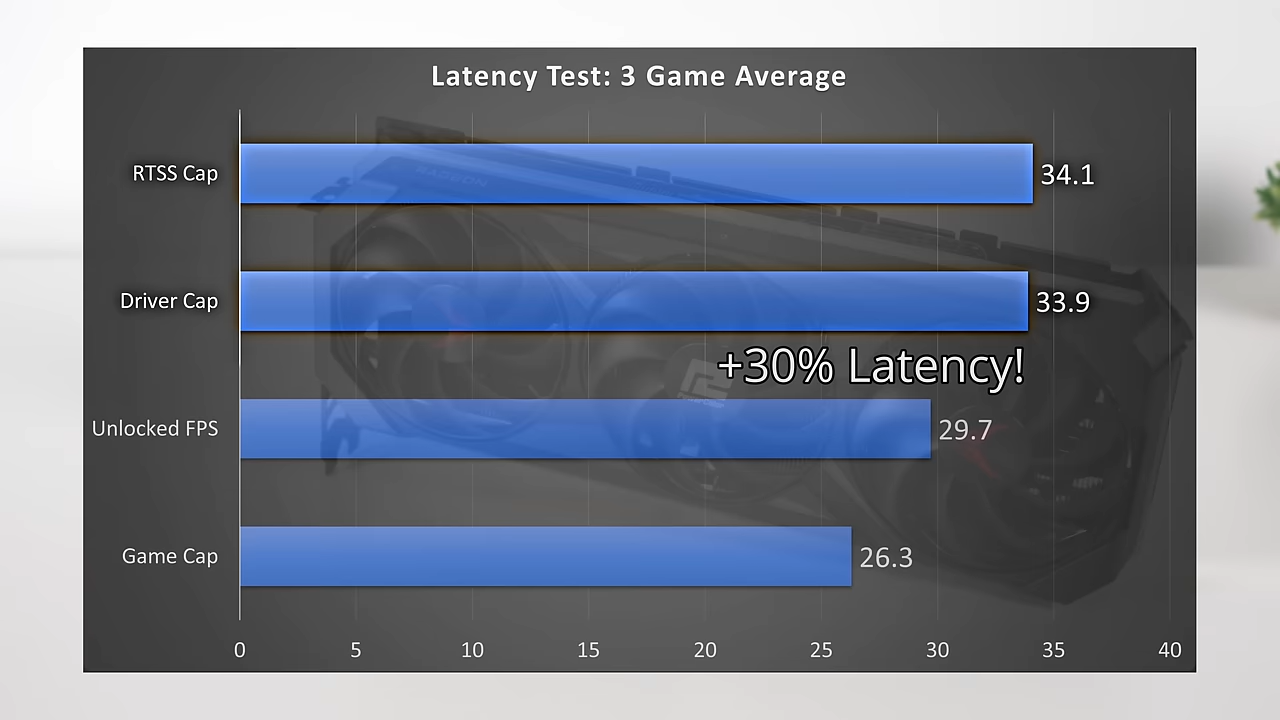 Latency Test: 3 Game Average
RTSS Cap
34.1
Driver Cap
33.9
+30% Latency!
Unlocked FPS
29.7
Game Cap
26.3
0 5 10 15 20 25 30 35 40
RADEON